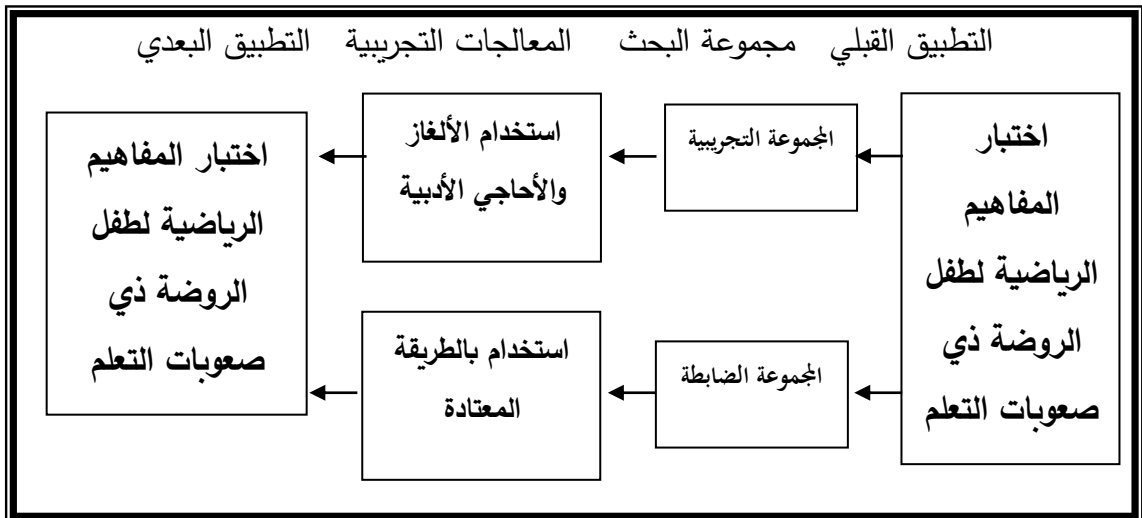 التطبيق القبلي مجموعة البحث المعالجات التجريبية التطبيق البعدي
اختبار
المفاهيم
الرياضية لطفل
الروضة ذي
صعوبات التعلم
المجموعة التجريبية
المجموعة الضابطة
استخدام الألغاز
والأحاجي الأدبية
استخدام بالطريقة
المعتادة
اختبار المفاهيم
الرياضية لطفل
الروضة ذي
صعوبات التعلم